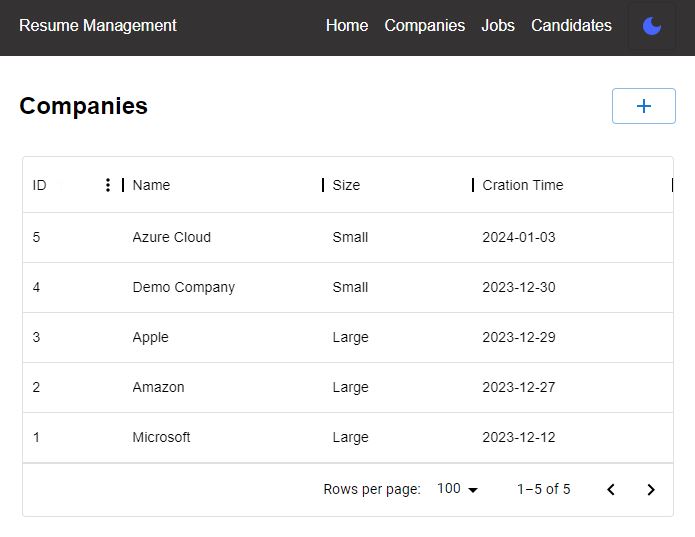 Resume Management Home Companies Jobs Candidates
Companies
ID Name Size Cration Time
5 Azure Cloud Small 2024-01-03
4 Demo Company Small 2023-12-30
3 Apple Large 2023-12-29
2 Amazon Large 2023-12-27
1 Microsoft Large 2023-12-12
Rows per page: 100 1–5 of 5